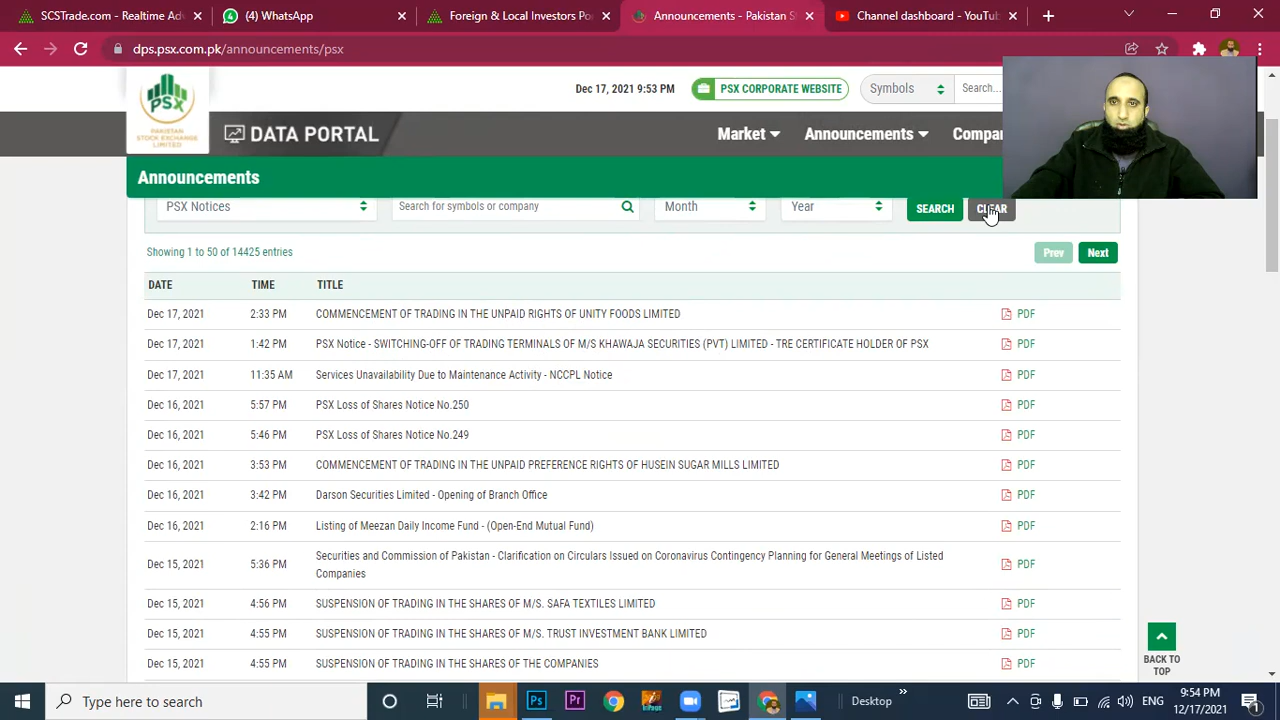 SCSTrade.com - Realtime Adv
(4) WhatsApp
Foreign & Local Investors Po
Announcements - Pakistan S
Channel dashboard - YouTu
dps.psx.com.pk/announcements/psx
PSX
PAKISTAN
STOCK EXCHANGE
LIMITED
Dec 17, 2021 9:53 PM
PSX CORPORATE WEBSITE
Symbols
Search...
DATA PORTAL
Market
Announcements
Compan
Announcements
PSX Notices
Search for symbols or company
Month
Year
SEARCH
CLEAR
Showing 1 to 50 of 14425 entries
Prev
Next
DATE TIME TITLE
Dec 17, 2021 2:33 PM COMMENCEMENT OF TRADING IN THE UNPAID RIGHTS OF UNITY FOODS LIMITED PDF
Dec 17, 2021 1:42 PM PSX Notice - SWITCHING-OFF OF TRADING TERMINALS OF M/S KHAWAJA SECURITIES (PVT) LIMITED - TRE CERTIFICATE HOLDER OF PSX PDF
Dec 17, 2021 11:35 AM Services Unavailability Due to Maintenance Activity - NCCPL Notice PDF
Dec 16, 2021 5:57 PM PSX Loss of Shares Notice No.250 PDF
Dec 16, 2021 5:46 PM PSX Loss of Shares Notice No.249 PDF
Dec 16, 2021 3:53 PM COMMENCEMENT OF TRADING IN THE UNPAID PREFERENCE RIGHTS OF HUSEIN SUGAR MILLS LIMITED PDF
Dec 16, 2021 3:42 PM Darson Securities Limited - Opening of Branch Office PDF
Dec 16, 2021 2:16 PM Listing of Meezan Daily Income Fund - (Open-End Mutual Fund) PDF
Dec 15, 2021 5:36 PM Securities and Commission of Pakistan - Clarification on Circulars Issued on Coronavirus Contingency Planning for General Meetings of Listed PDF
Companies
Dec 15, 2021 4:56 PM SUSPENSION OF TRADING IN THE SHARES OF M/S. SAFA TEXTILES LIMITED PDF
Dec 15, 2021 4:55 PM SUSPENSION OF TRADING IN THE SHARES OF M/S. TRUST INVESTMENT BANK LIMITED PDF
Dec 15, 2021 4:55 PM SUSPENSION OF TRADING IN THE SHARES OF THE COMPANIES PDF
BACK TO
TOP
Type here to search
Ps
Pr
Desktop
ENG
9:54 PM
12/17/2021
1